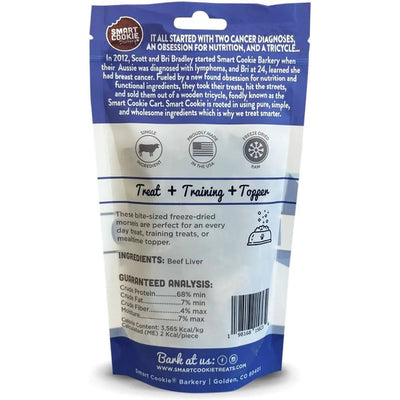 SMART
COOKIE
IT ALL STARTED WITH TWO CANCER DIAGNOSES,
AN OBSESSION FOR NUTRITION, AND A TRICYCLE...
In 2012, Scott and Bri Bradley started Smart Cookie Barkery when
their Aussie was diagnosed with lymphoma, and Bri at 24, learned she
had breast cancer. Fueled by a new found obsession for nutrition and
functional ingredients, they took their treats, hit the streets,
and sold them out of a wooden tricycle, fondly known as the
Smart Cookie Cart. Smart Cookie is rooted in using pure, simple,
and wholesome ingredients which is why we treat smarter.
SINGLE
INGREDIENT
PROUDLY MADE
IN THE USA
FREEZE DRIED
RAW
Treat + Training + Topper
These bite-sized freeze-dried
morsels are perfect for an every
day treat, training treats, or
mealtime topper.
INGREDIENTS: Beef Liver
GUARANTEED ANALYSIS:
Crude Protein..........68% min
Crude Fat..........7% min
Crude Fiber..........4% max
Moisture..........7% max
Calorie Content: 3,565 Kcal/kg
Calculated (ME) 2 Kcal/piece
Bark at us:
WWW.SMARTCOOKIETREATS.COM
Smart Cookie® Barkery | Golden, CO 80401